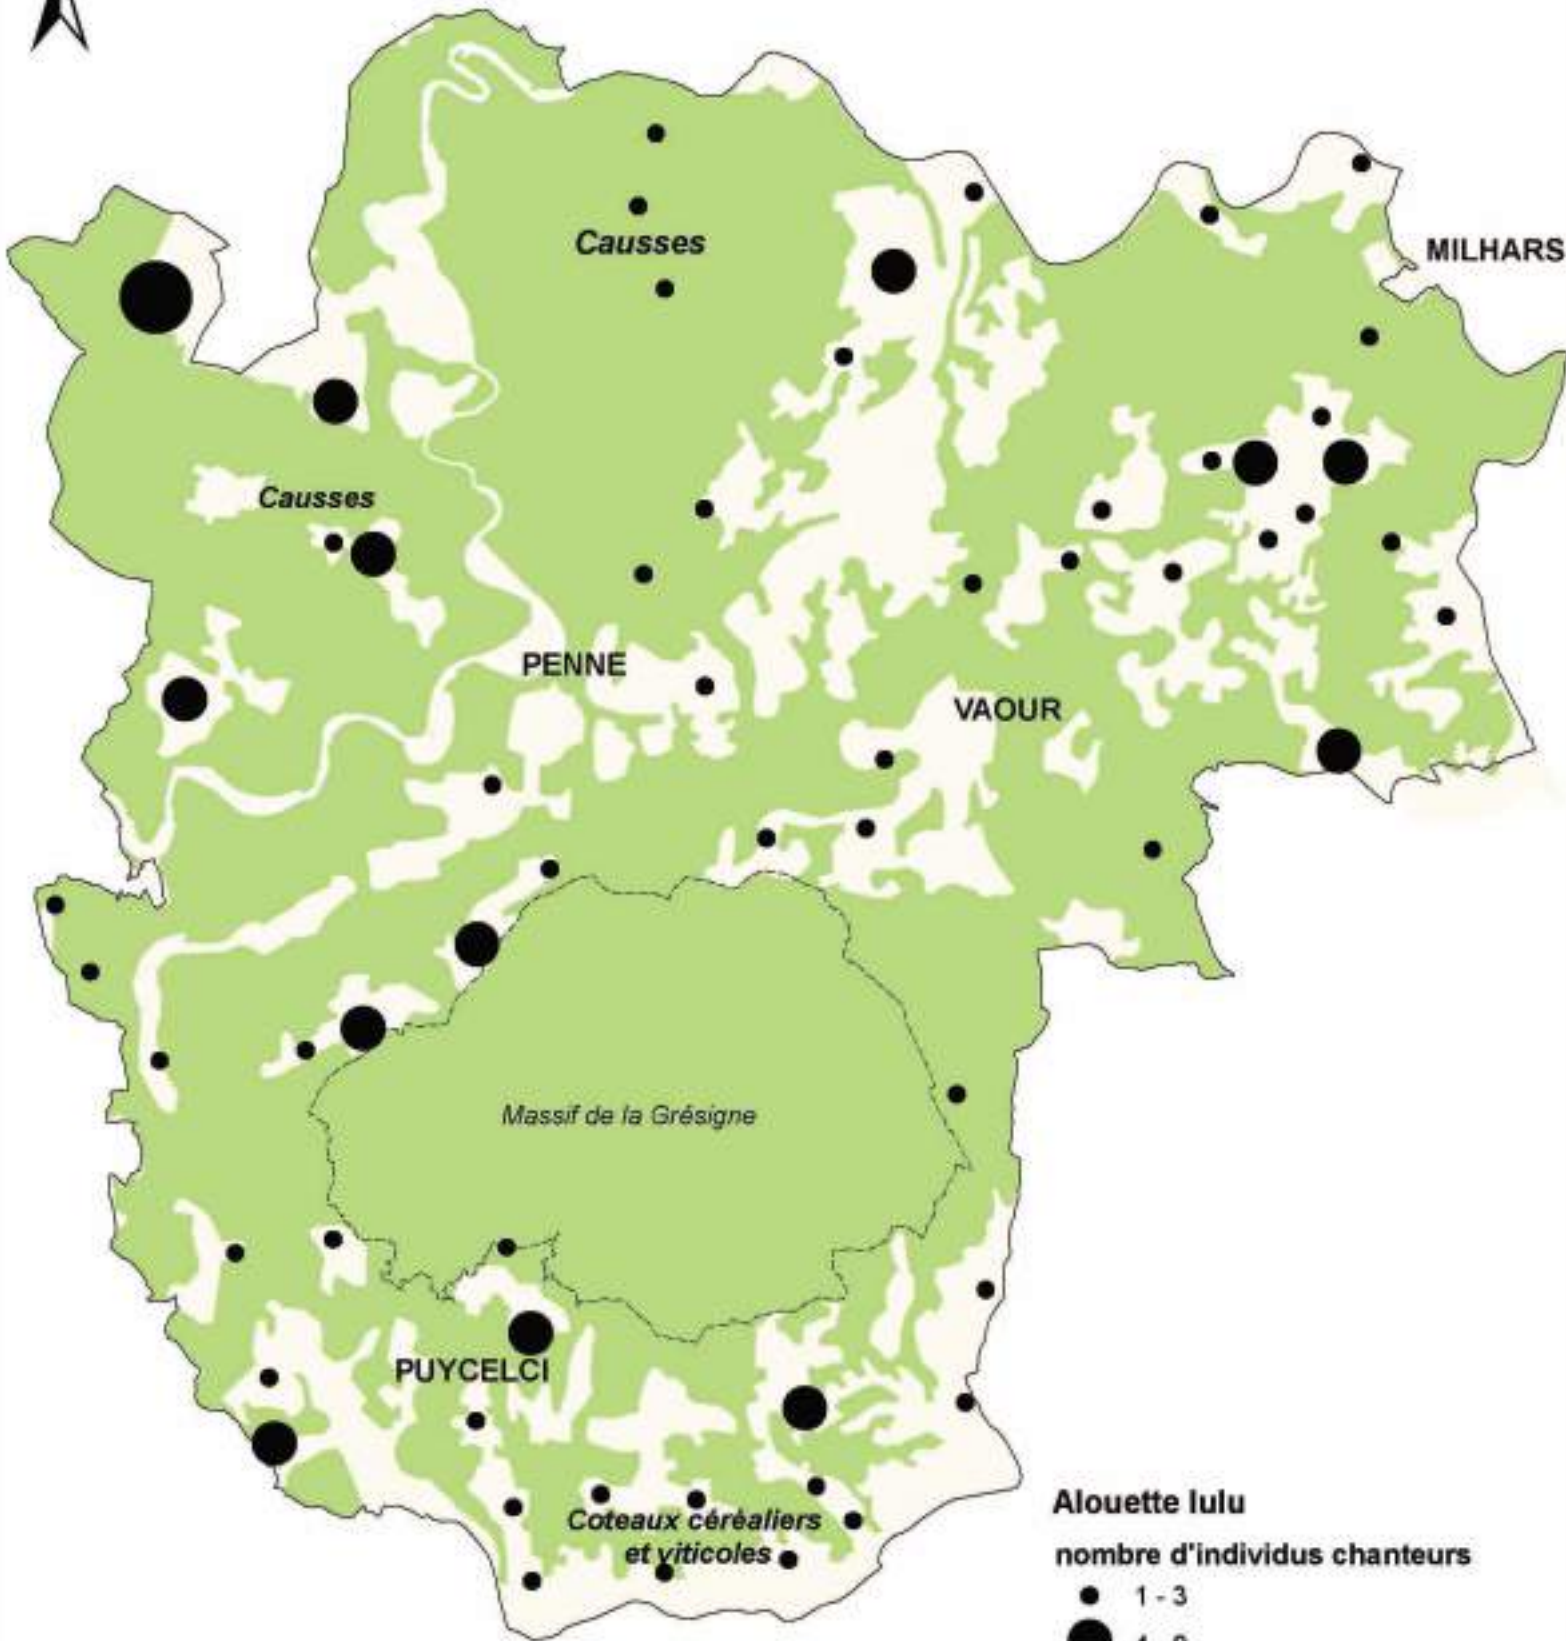 Causses
MILHARS
Causses
PENNE
VAOUR
Massif de la Grésigne
PUYCELCI
Coteaux céréaliers
et viticoles
Alouette lulu
nombre d'individus chanteurs
1 - 3